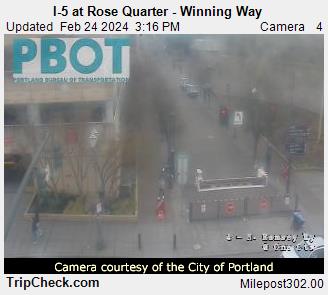 I-5 at Rose Quarter - Winning Way
Updated Feb 24 2024 3:16 PM Camera 4
PBOT
PORTLAND BUREAU OF TRANSPORTATION
Camera courtesy of the City of Portland
TripCheck.com Milepost302.00